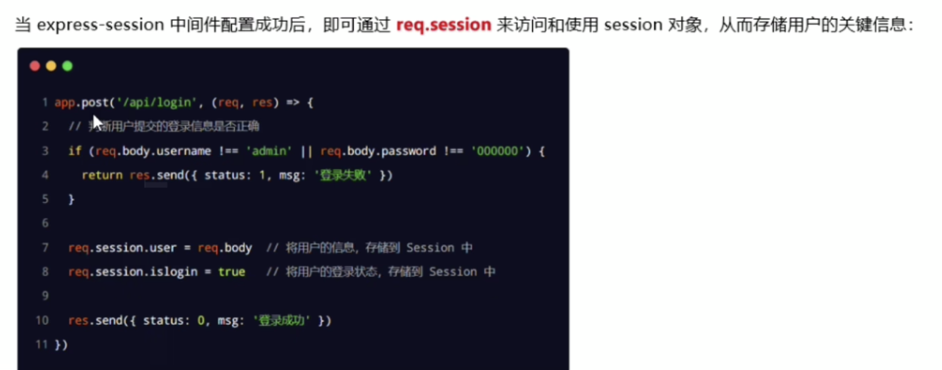 当 express-session 中间件配置成功后，即可通过 req.session 来访问和使用 session 对象，从而存储用户的关键信息：
1 app.post('/api/login', (req, res) => {
2 // 判断用户提交的登录信息是否正确
3 if (req.body.username !== 'admin' || req.body.password !== '000000') {
4 return res.send({ status: 1, msg: '登录失败' })
5 }
6
7 req.session.user = req.body // 将用户的信息，存储到 Session 中
8 req.session.islogin = true // 将用户的登录状态，存储到 Session 中
9
10 res.send({ status: 0, msg: '登录成功' })
11 })